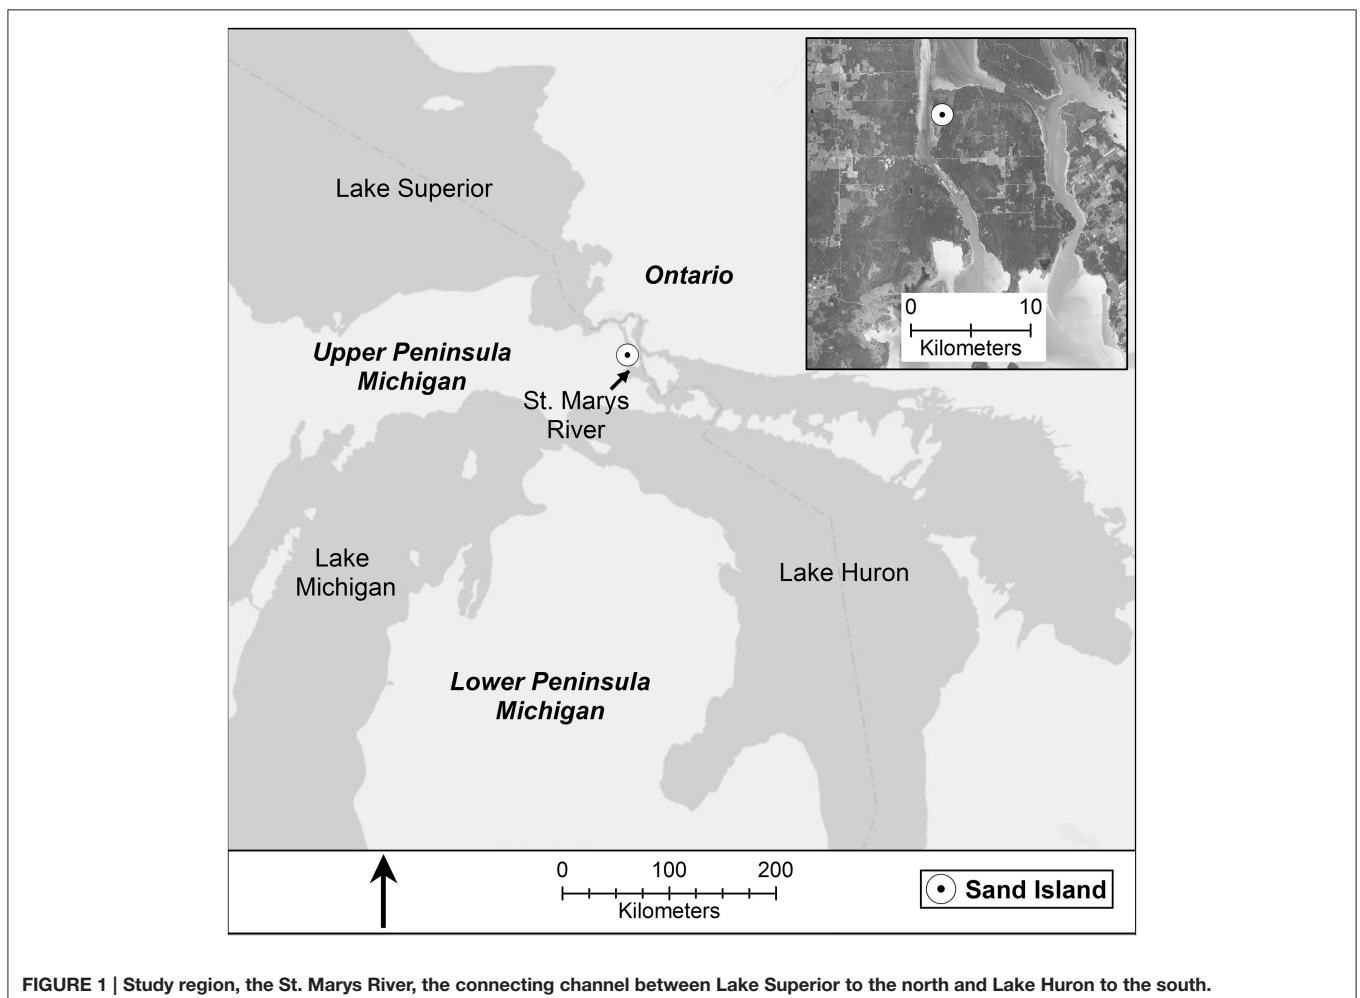 Lake Superior
Ontario
0 10
Kilometers
Upper Peninsula
Michigan
St. Marys
River
Lake
Michigan
Lake Huron
Lower Peninsula
Michigan
0 100 200
Kilometers
Sand Island
FIGURE 1 | Study region, the St. Marys River, the connecting channel between Lake Superior to the north and Lake Huron to the south.